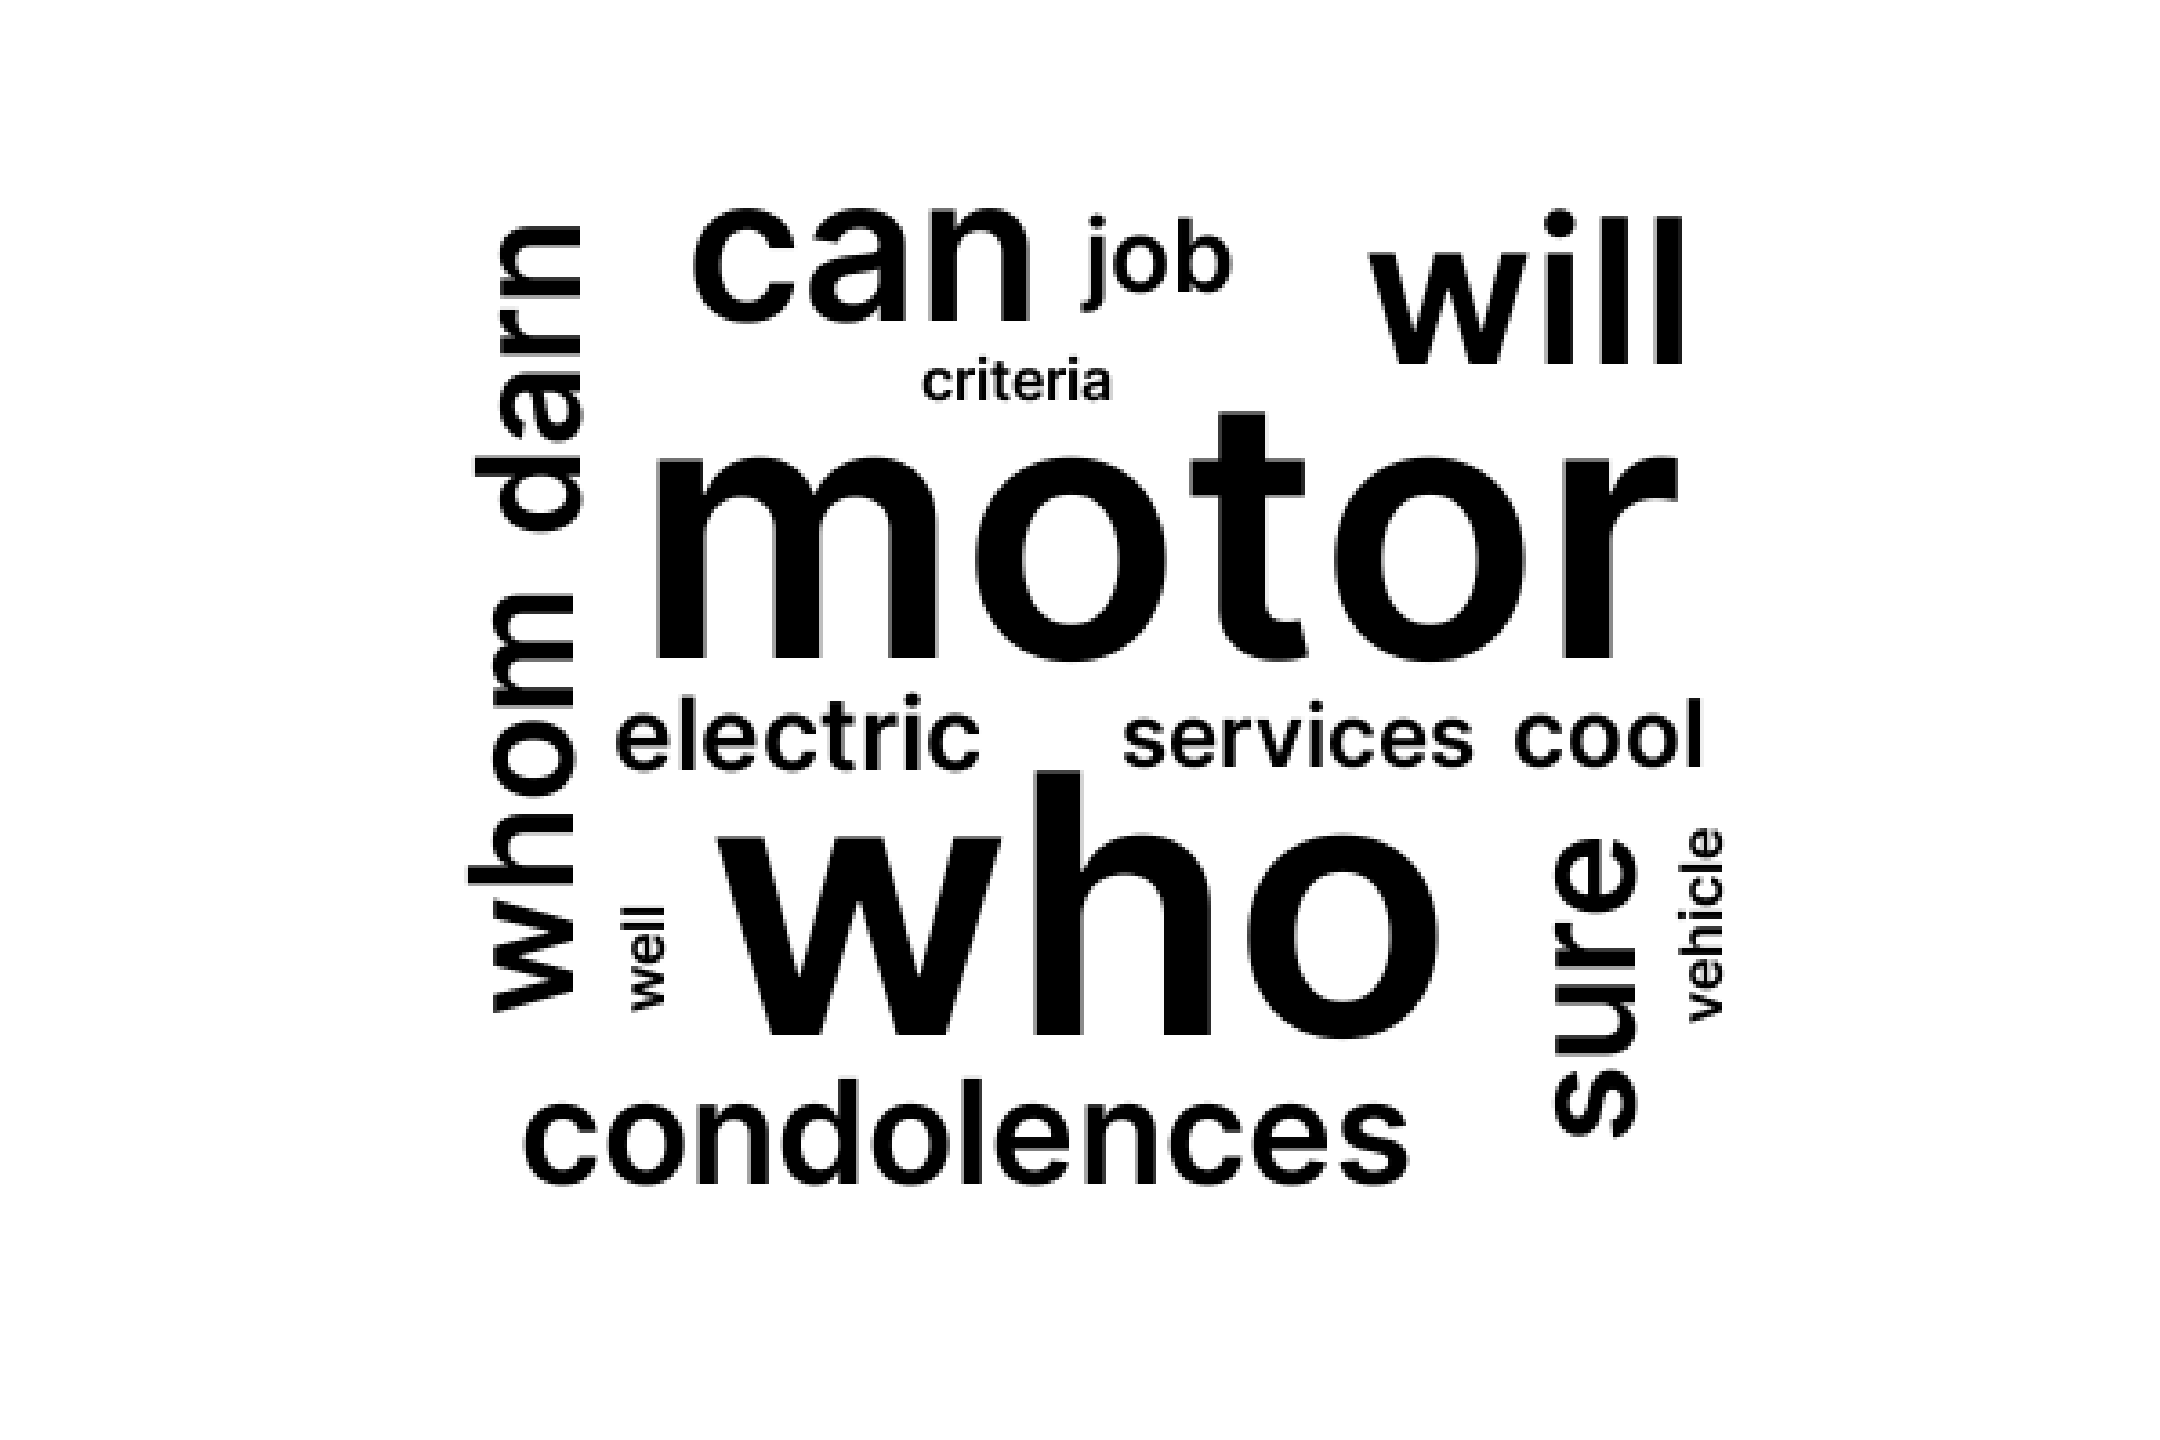 can job will
criteria
darn
motor
whom
electric services cool
who
well
sure
vehicle
condolences